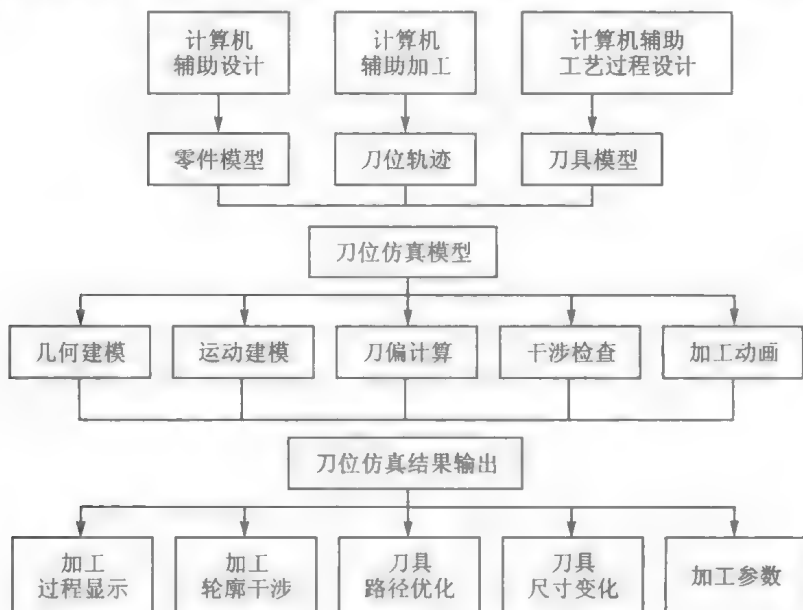 计算机
辅助设计
计算机
辅助加工
计算机辅助
工艺过程设计
零件模型
刀位轨迹
刀具模型
刀位仿真模型
几何建模
运动建模
刀偏计算
干涉检查
加工动画
刀位仿真结果输出
加工
过程显示
加工
轮廓干涉
刀具
路径优化
刀具
尺寸变化
加工参数